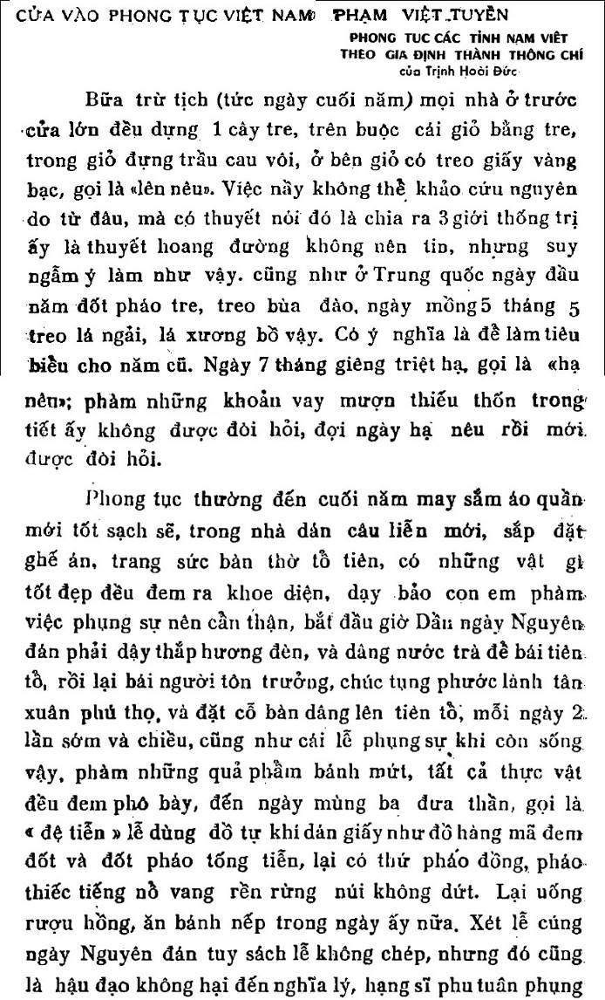 CỬA VÀO PHONG TỤC VIỆT NAM PHẠM VIỆT TUYỀN
PHONG TUC CÁC TỈNH NAM VIÊT
THEO GIA ĐỊNH THÀNH THÔNG CHÍ
của Trịnh Hoài Đức
Bữa trừ tịch (tức ngày cuối năm) mọi nhà ở trước
cửa lớn đều dựng 1 cây tre, trên buộc cái giỏ bằng tre,
trong giỏ đựng trầu cau vôi, ở bên giỏ có treo giấy vàng
bạc, gọi là «lên nêu». Việc nầy không thể khảo cứu nguyên
do từ đâu, mà có thuyết nói đó là chia ra 3 giới thống trị
ấy là thuyết hoang đường không nên tin, nhưng suy
ngẫm ý làm như vậy. cũng như ở Trung quốc ngày đầu
năm đốt pháo tre, treo bùa đào, ngày mồng 5 tháng 5
treo lá ngải, lá xương bồ vậy. Có ý nghĩa là để làm tiêu
biểu cho năm cũ. Ngày 7 tháng giêng triệt hạ, gọi là «hạ
nêu»; phàm những khoản vay mượn thiếu thốn trong
tiết ấy không được đòi hỏi, đợi ngày hạ nêu rồi mới
được đòi hỏi.
Phong tục thường đến cuối năm may sắm áo quần
mới tốt sạch sẽ, trong nhà dán câu liễn mới, sắp đặt
ghế án, trang sức bàn thờ tổ tiên, có những vật gì
tốt đẹp đều đem ra khoe diện, dạy bảo con em phàm
việc phụng sự nên cần thận, bắt đầu giờ Dần ngày Nguyên
đán phải dậy thắp hương đèn, và dâng nước trà để bái tiên
tổ, rồi lại bái người tôn trưởng, chúc tụng phước lành tân
xuân phú thọ, và đặt cỗ bàn dâng lên tiên tổ, mỗi ngày 2
lần sớm và chiều, cũng như cái lễ phụng sự khi còn sống
vậy, phàm những quả phầm bánh mứt, tất cả thực vật
đều đem phô bày, đến ngày mùng ba đưa thần, gọi là
« đệ tiễn » lễ dùng đồ tự khí dán giấy như đồ hàng mã đem
đốt và đốt pháo tống tiễn, lại có thứ pháo đồng, pháo
thiếc tiếng nổ vang rền rừng núi không dứt. Lại uống
rượu hồng, ăn bánh nếp trong ngày ấy nữa. Xét lễ cúng
ngày Nguyên đán tuy sách lễ không chép, nhưng đó cũng
là hậu đạo không hại đến nghĩa lý, hạng sĩ phu tuân phụng